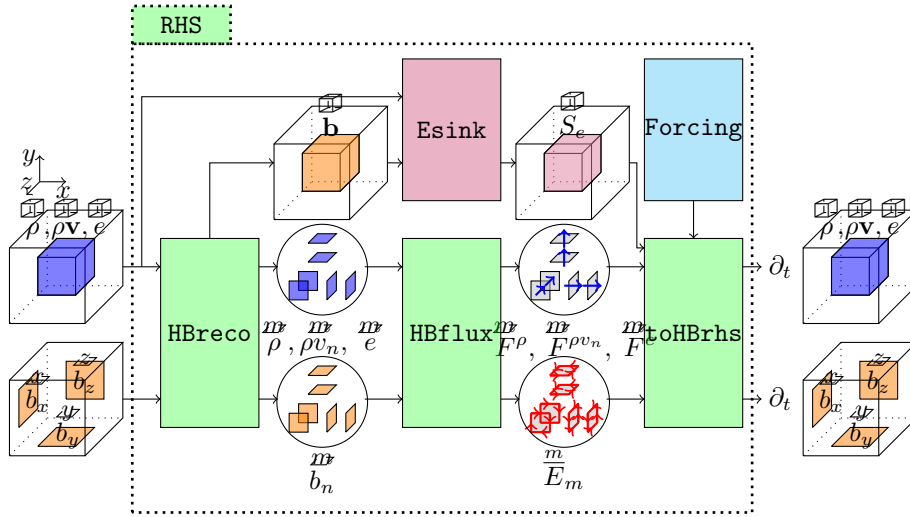 RHS
b
Esink
S_e
Forcing
y
z x
ρ, ρv, e
ρ, ρv, e
HBreco
HBflux
toHBrhs
∂_t
ρ, ρv_n, e
F^ρ, F^{ρv_n}, F^e
z
b_z
x
b_x
y
b_y
∂_t
z
b_z
x
b_x
y
b_y
b_n
m
E_m